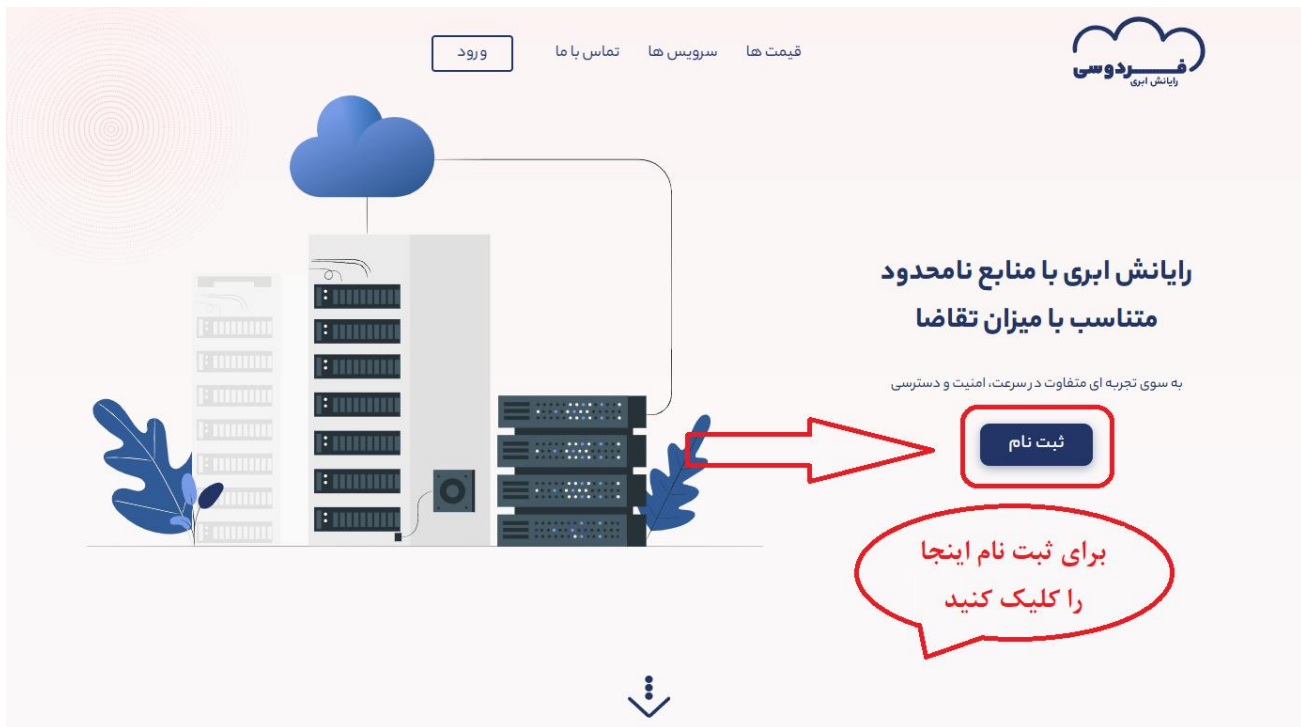 فــردوسی
رایانش ابری
قیمت ها
سرویس ها
تماس با ما
ورود
رایانش ابری با منابع نامحدود
متناسب با میزان تقاضا
به سوی تجربه ای متفاوت در سرعت، امنیت و دسترسی
ثبت نام
برای ثبت نام اینجا
را کلیک کنید